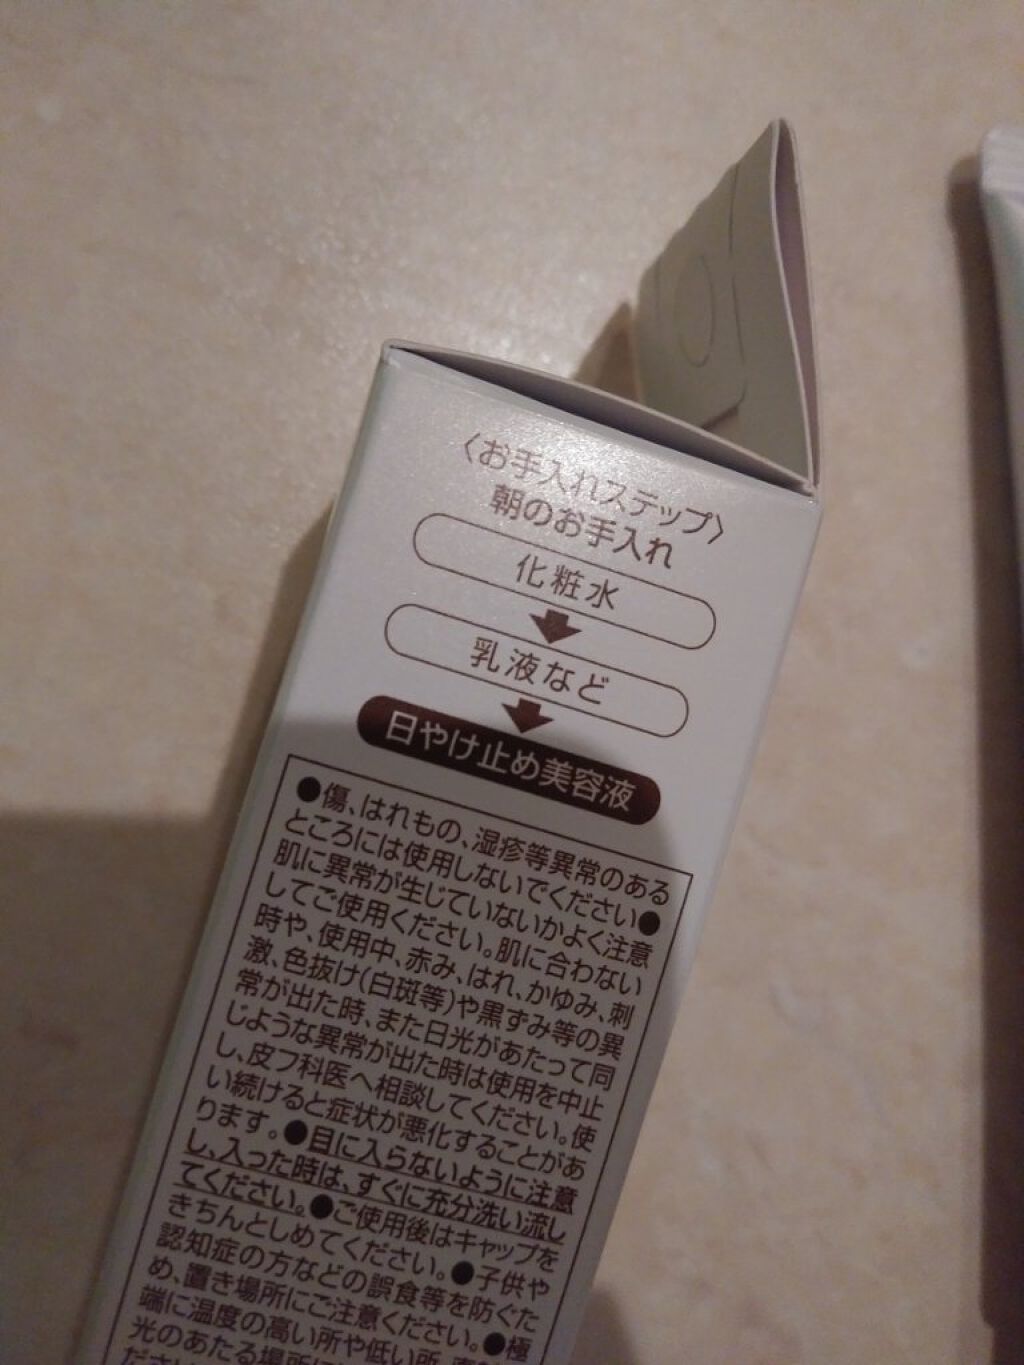 〈お手入れステップ〉
朝のお手入れ
化粧水
乳液など
日やけ止め美容液
●傷、はれもの、湿疹等異常のある
ところには使用しないでください●
肌に異常が生じていないかよく注意
してご使用ください。肌に合わない
時や、使用中、赤み、はれ、かゆみ、刺
激、色抜け(白斑等)や黒ずみ等の異
常が出た時、また日光があたって同
じような異常が出た時は使用を中止
し、皮フ科医へ相談してください。使
い続けると症状が悪化することがあ
ります。●目に入らないように注意
し、入った時は、すぐに充分洗い流し
てください。●ご使用後はキャップを
きちんとしめてください。●子供や
認知症の方などの誤食等を防ぐた
め、置き場所にご注意ください。●極
端に温度の高い所や低い所、直
光のあたる場所に